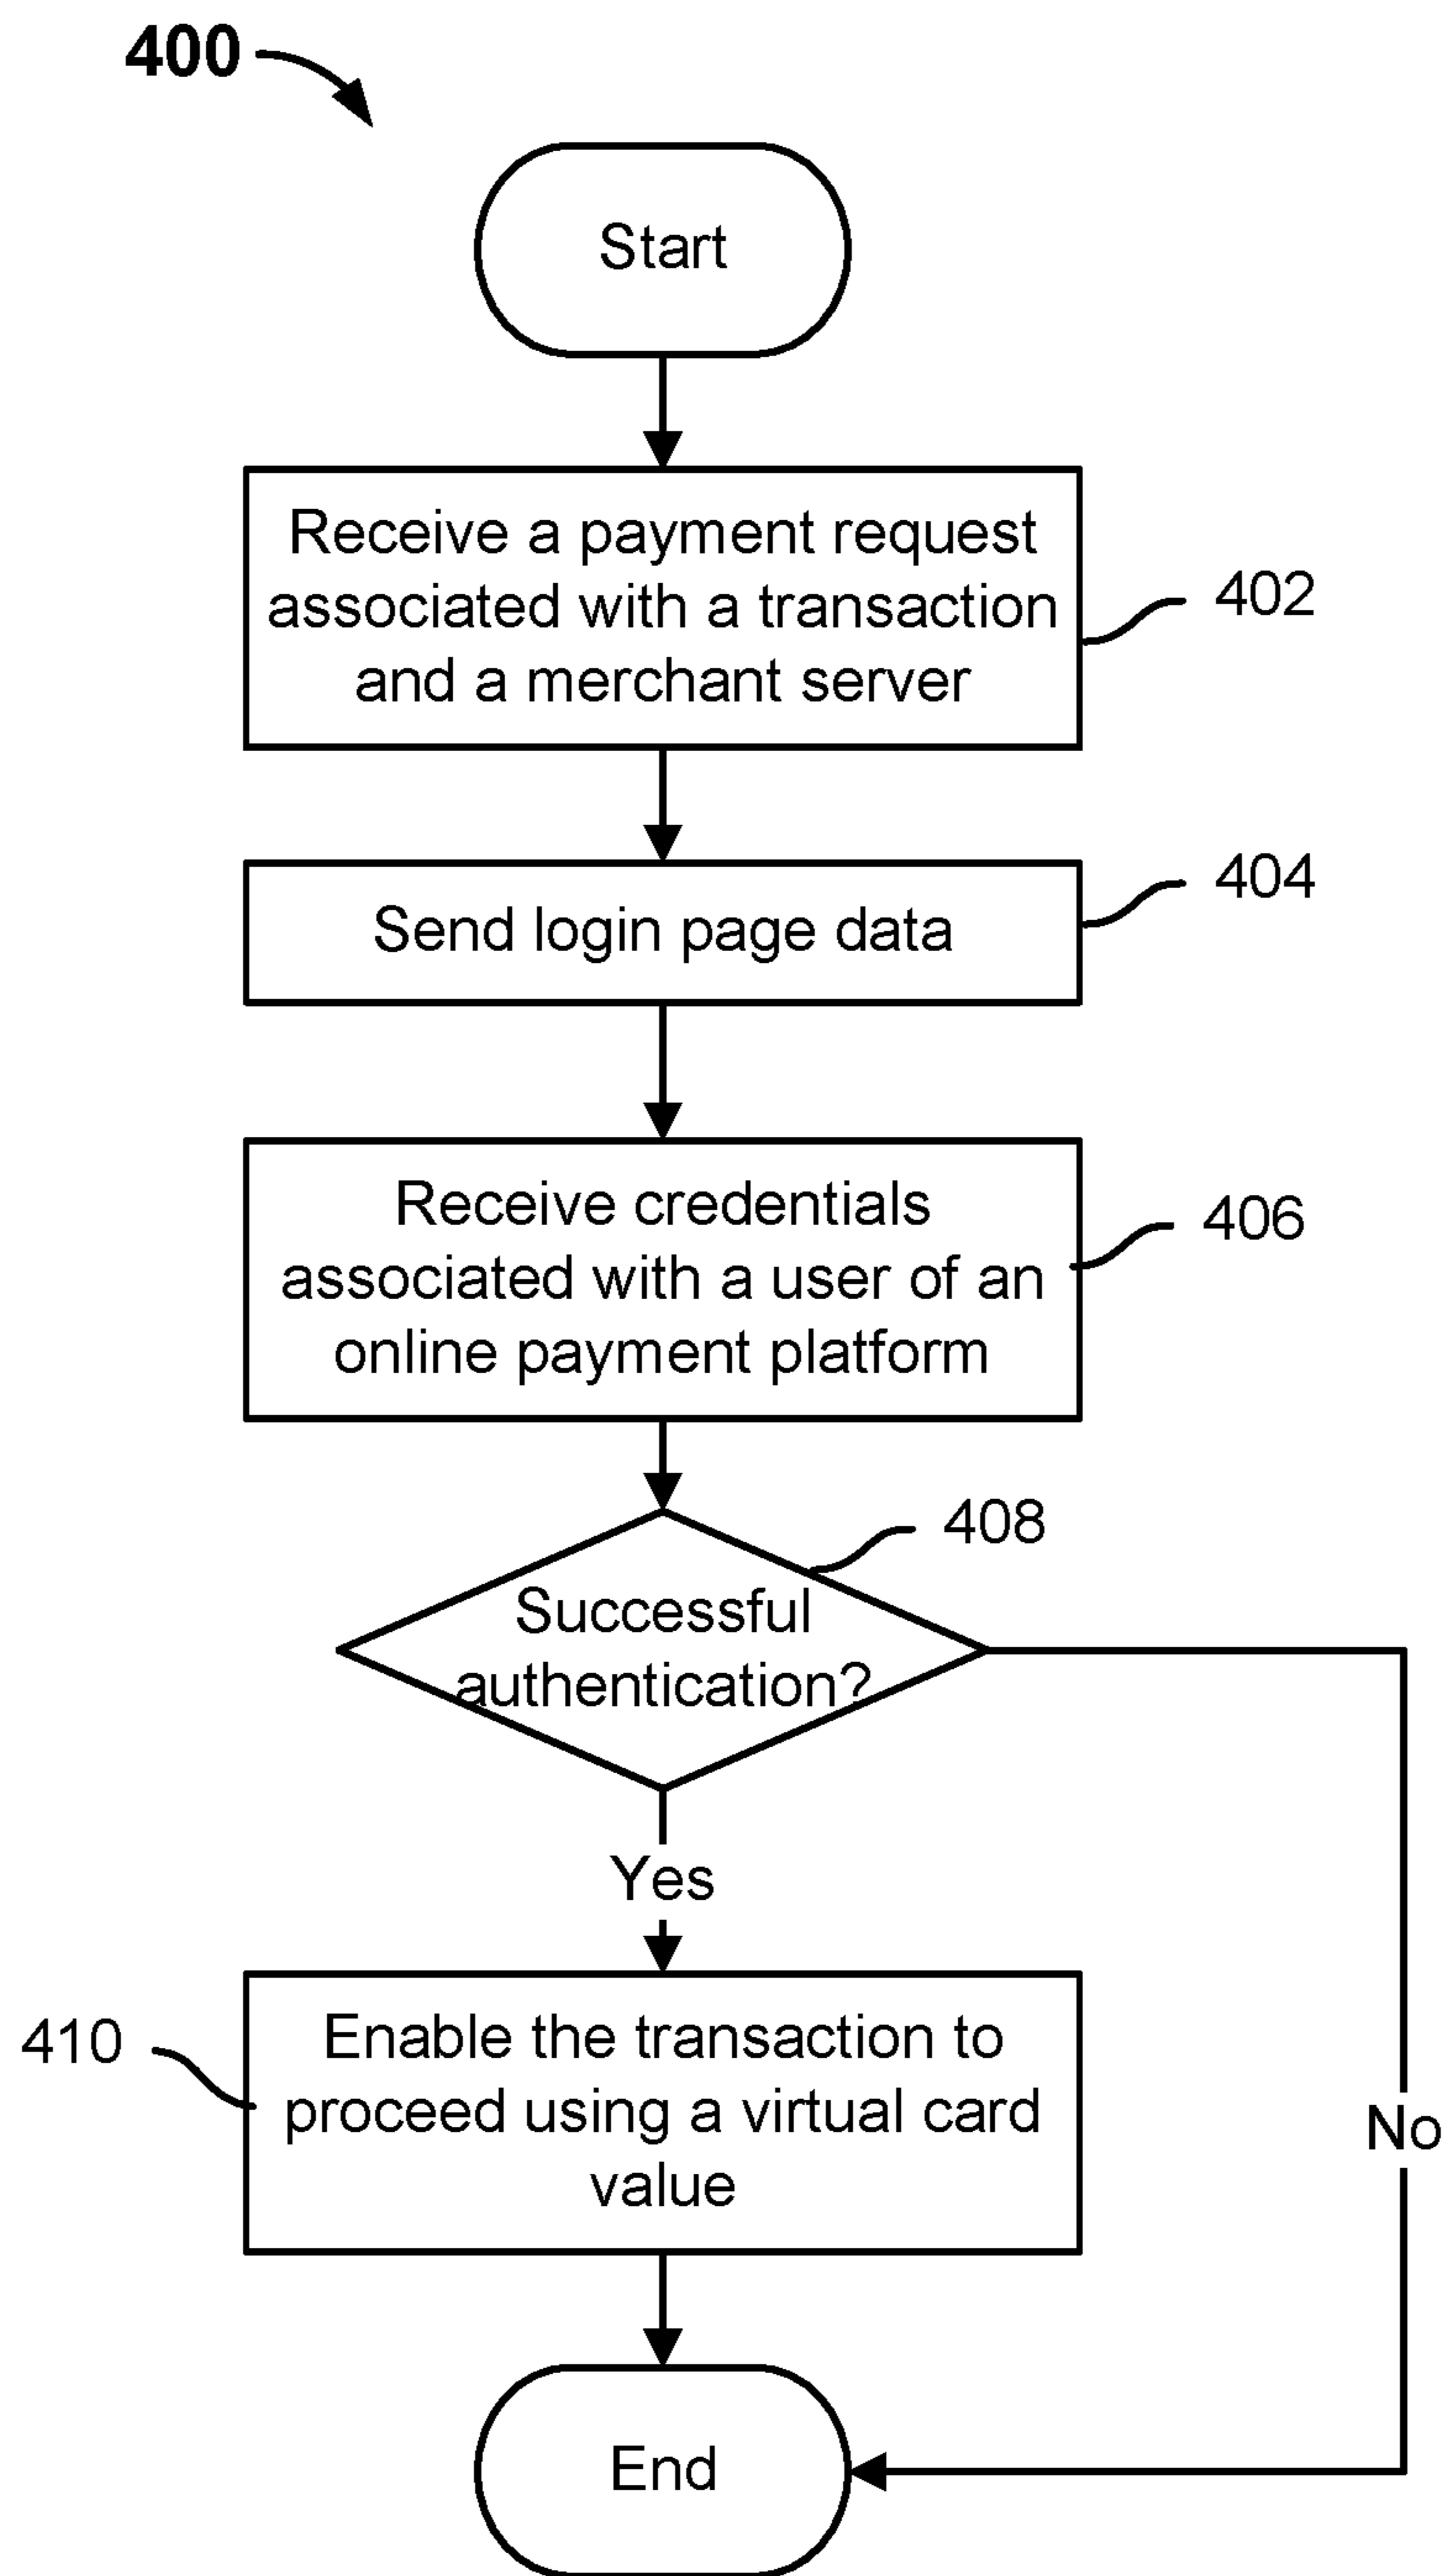 400
Start
Receive a payment request
associated with a transaction
and a merchant server
402
Send login page data
404
Receive credentials
associated with a user of an
online payment platform
406
408
Successful
authentication?
Yes
410
Enable the transaction to
proceed using a virtual card
value
No
End